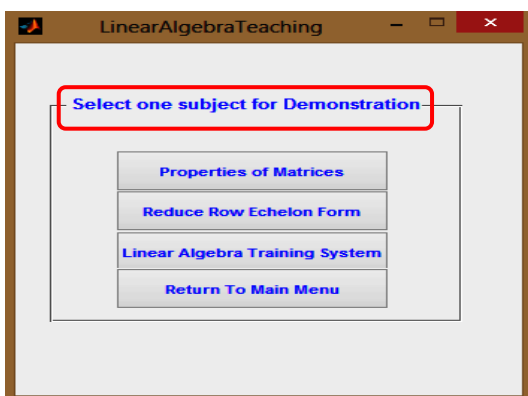 LinearAlgebraTeaching
Select one subject for Demonstration
Properties of Matrices
Reduce Row Echelon Form
Linear Algebra Training System
Return To Main Menu